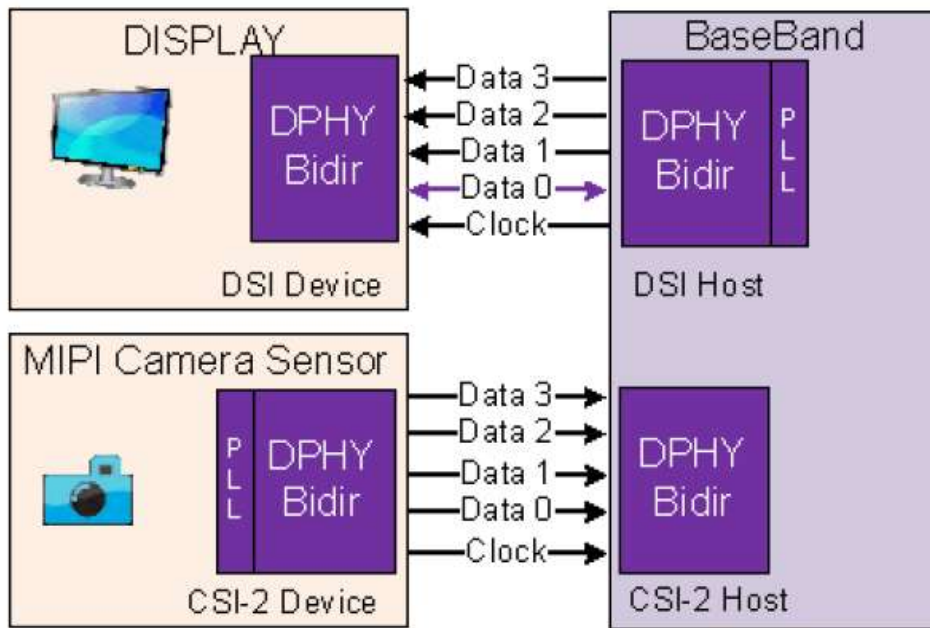 DISPLAY
DPHY
Bidir
DSI Device
Data 3
Data 2
Data 1
Data 0
Clock
BaseBand
DPHY
Bidir
PLL
DSI Host
MIPI Camera Sensor
PLL
DPHY
Bidir
CSI-2 Device
Data 3
Data 2
Data 1
Data 0
Clock
DPHY
Bidir
CSI-2 Host